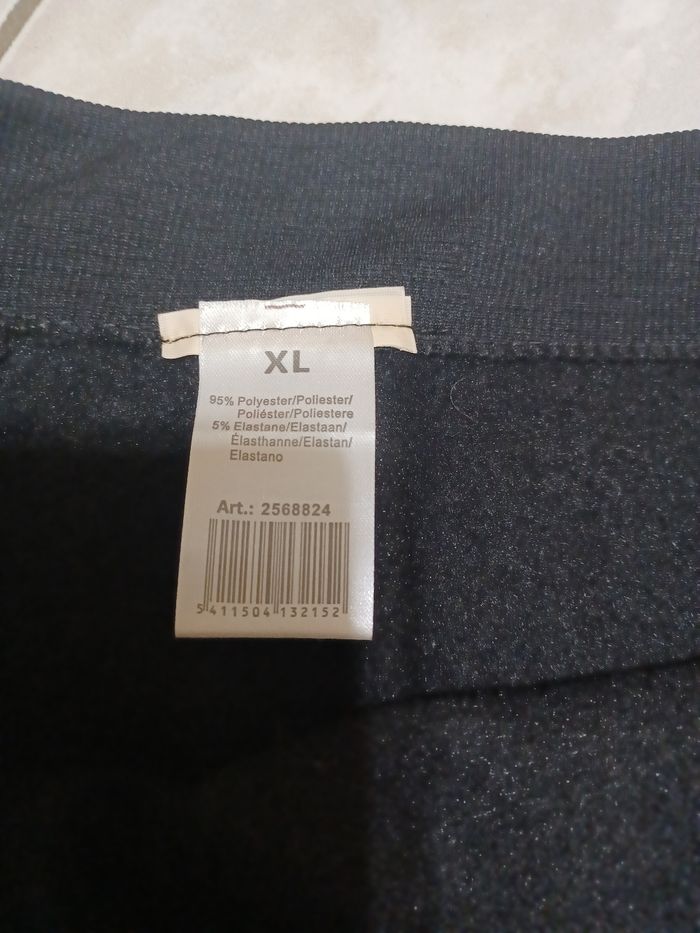 XL
95% Polyester/Poliester/
Poliéster/Poliestere
5% Elastane/Elastaan/
Élasthanne/Elastan/
Elastano
Art.: 2568824
5 411504 132152